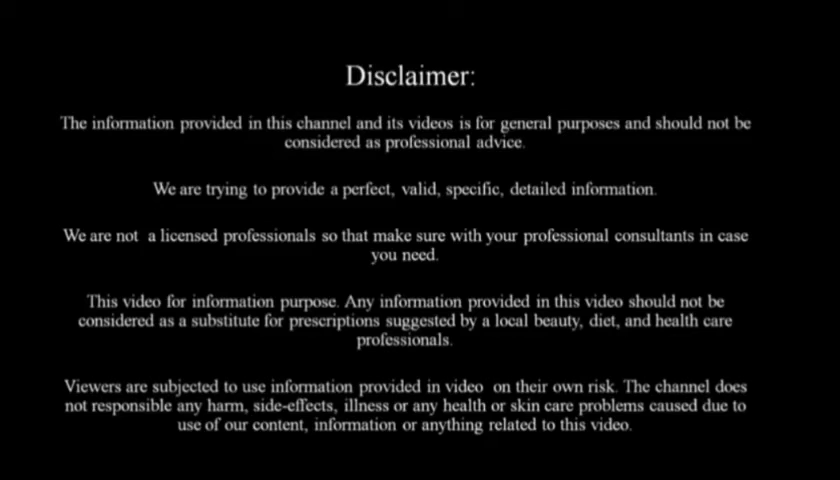 Disclaimer:
The information provided in this channel and its videos is for general purposes and should not be
considered as professional advice.
We are trying to provide a perfect, valid, specific, detailed information.
We are not a licensed professionals so that make sure with your professional consultants in case
you need.
This video for information purpose. Any information provided in this video should not be
considered as a substitute for prescriptions suggested by a local beauty, diet, and health care
professionals.
Viewers are subjected to use information provided in video on their own risk. The channel does
not responsible any harm, side-effects, illness or any health or skin care problems caused due to
use of our content, information or anything related to this video.